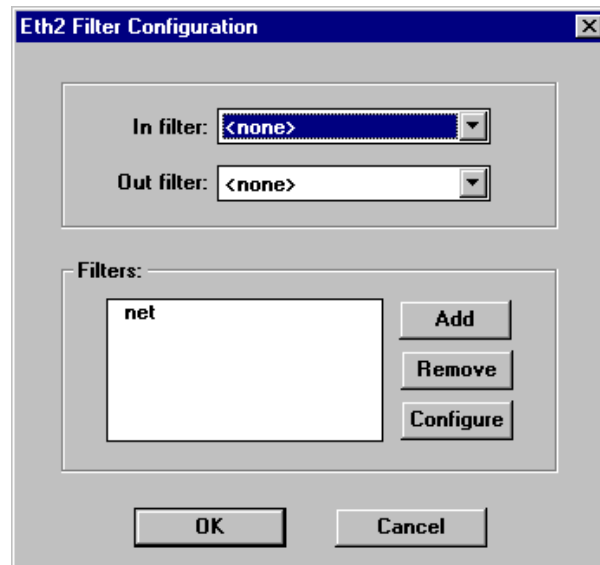 Eth2 Filter Configuration
In filter: <none>
Out filter: <none>
Filters:
net
Add
Remove
Configure
OK
Cancel